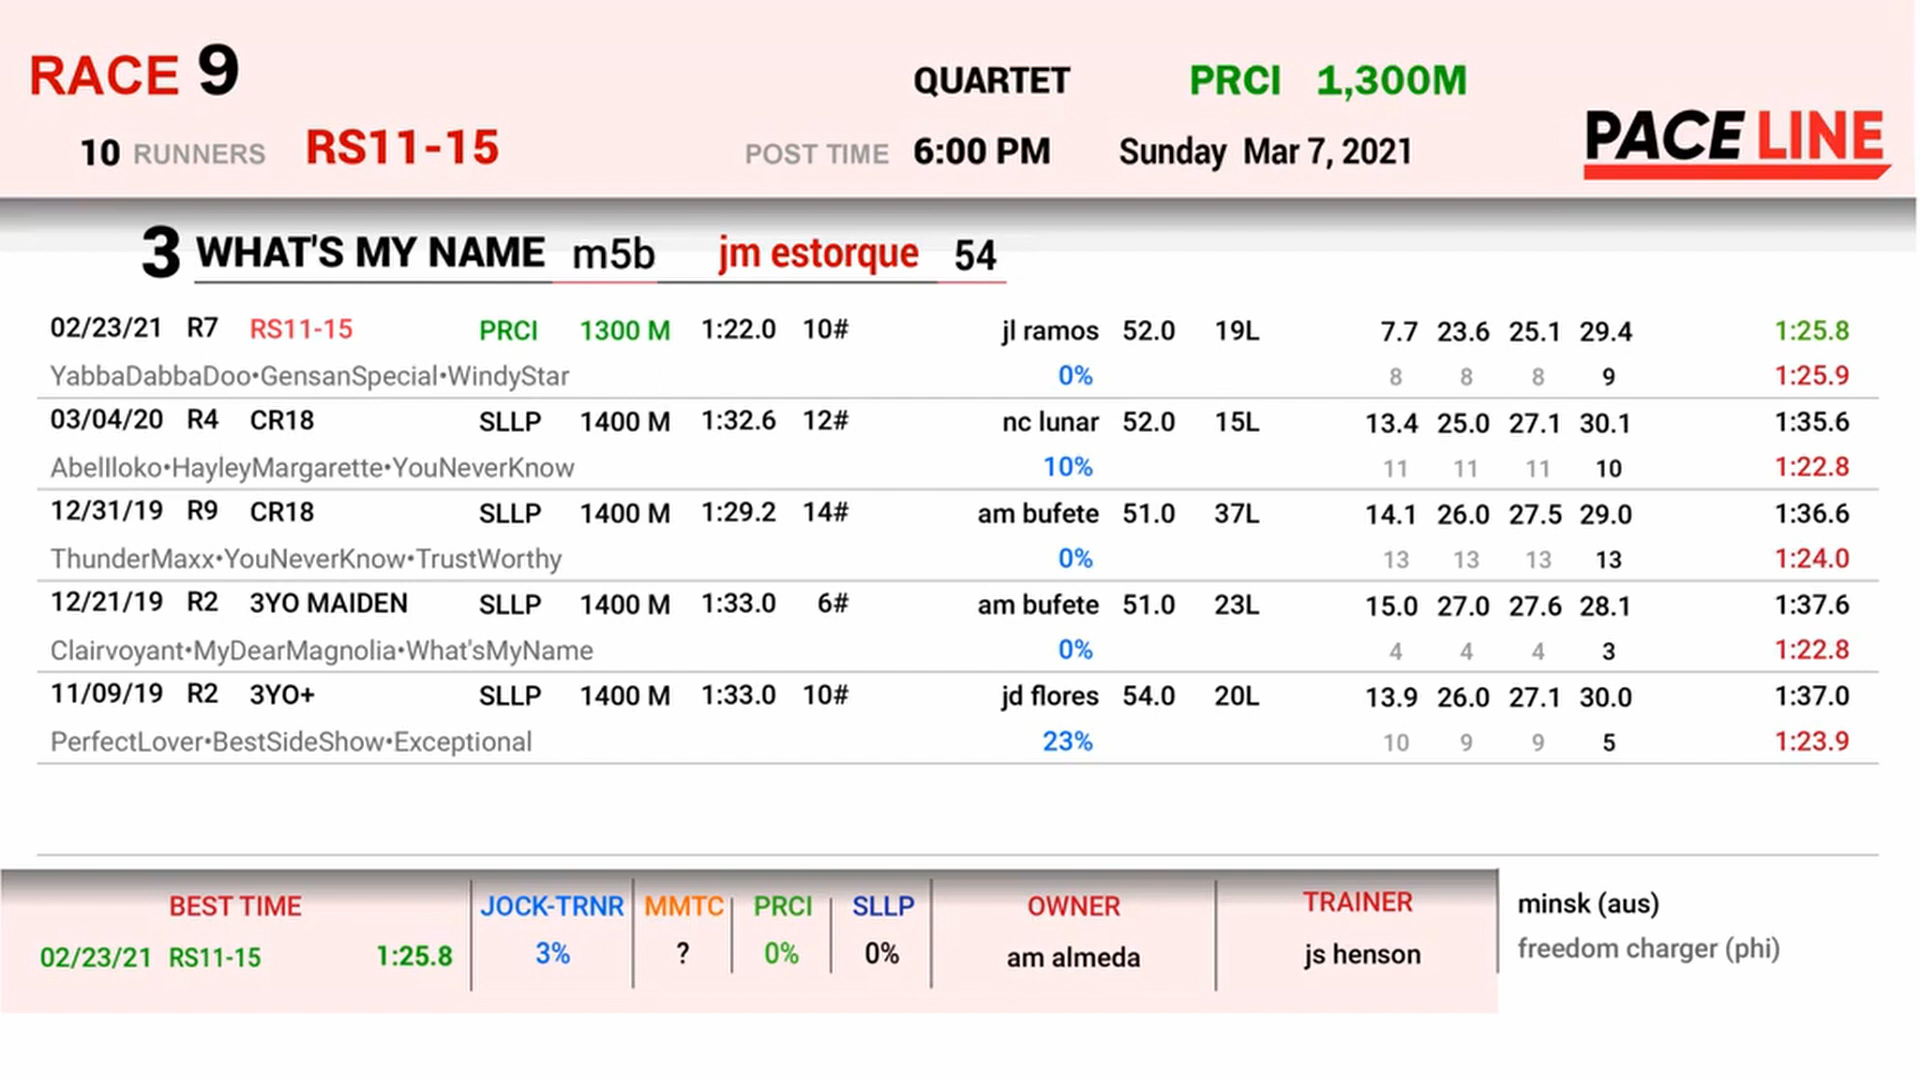 RACE 9
QUARTET PRCI 1,300M
10 RUNNERS RS11-15 POST TIME 6:00 PM Sunday Mar 7, 2021 PACE LINE
3 WHAT'S MY NAME m5b jm estorque 54
02/23/21 R7 RS11-15 PRCI 1300 M 1:22.0 10# jl ramos 52.0 19L 7.7 23.6 25.1 29.4 1:25.8
YabbaDabbaDoo•GensanSpecial•WindyStar 0% 8 8 8 9 1:25.9
03/04/20 R4 CR18 SLLP 1400 M 1:32.6 12# nc lunar 52.0 15L 13.4 25.0 27.1 30.1 1:35.6
AbelIloko•HayleyMargarette•YouNeverKnow 10% 11 11 11 10 1:22.8
12/31/19 R9 CR18 SLLP 1400 M 1:29.2 14# am bufete 51.0 37L 14.1 26.0 27.5 29.0 1:36.6
ThunderMaxx•YouNeverKnow•TrustWorthy 0% 13 13 13 13 1:24.0
12/21/19 R2 3YO MAIDEN SLLP 1400 M 1:33.0 6# am bufete 51.0 23L 15.0 27.0 27.6 28.1 1:37.6
Clairvoyant•MyDearMagnolia•What'sMyName 0% 4 4 4 3 1:22.8
11/09/19 R2 3YO+ SLLP 1400 M 1:33.0 10# jd flores 54.0 20L 13.9 26.0 27.1 30.0 1:37.0
PerfectLover•BestSideShow•Exceptional 23% 10 9 9 5 1:23.9
BEST TIME JOCK-TRNR MMTC PRCI SLLP OWNER TRAINER minsk (aus)
02/23/21 RS11-15 1:25.8 3% ? 0% 0% am almeda js henson freedom charger (phi)